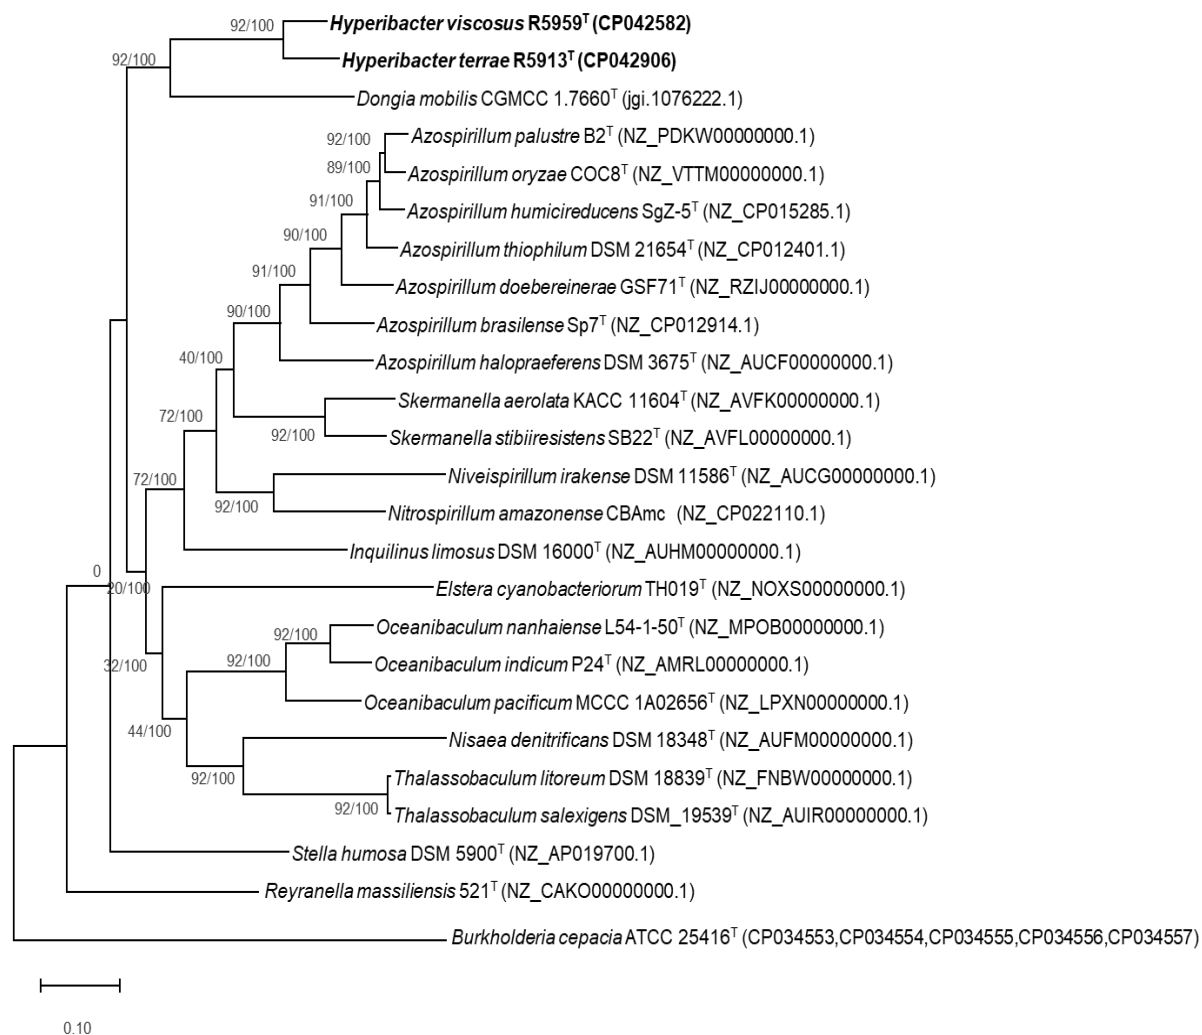 92/100
Hyperibacter viscosus R5959ᵀ (CP042582)
92/100
Hyperibacter terrae R5913ᵀ (CP042906)
Dongia mobilis CGMCC 1.7660ᵀ (jgi.1076222.1)
92/100
Azospirillum palustre B2ᵀ (NZ_PDKW00000000.1)
89/100
Azospirillum oryzae COC8ᵀ (NZ_VTTM00000000.1)
91/100
Azospirillum humicireducens SgZ-5ᵀ (NZ_CP015285.1)
90/100
Azospirillum thiophilum DSM 21654ᵀ (NZ_CP012401.1)
91/100
Azospirillum doebereinerae GSF71ᵀ (NZ_RZIJ00000000.1)
90/100
Azospirillum brasilense Sp7ᵀ (NZ_CP012914.1)
40/100
Azospirillum halopraeferens DSM 3675ᵀ (NZ_AUCF00000000.1)
Skermanella aerolata KACC 11604ᵀ (NZ_AVFK00000000.1)
72/100
92/100
Skermanella stibiiresistens SB22ᵀ (NZ_AVFL00000000.1)
72/100
Niveispirillum irakense DSM 11586ᵀ (NZ_AUCG00000000.1)
92/100
Nitrospirillum amazonense CBAmc (NZ_CP022110.1)
Inquilinus limosus DSM 16000ᵀ (NZ_AUHM00000000.1)
0
20/100
Elstera cyanobacteriorum TH019ᵀ (NZ_NOXS00000000.1)
92/100
Oceanibaculum nanhaiense L54-1-50ᵀ (NZ_MPOB00000000.1)
32/100
92/100
Oceanibaculum indicum P24ᵀ (NZ_AMRL00000000.1)
Oceanibaculum pacificum MCCC 1A02656ᵀ (NZ_LPXN00000000.1)
44/100
Nisaea denitrificans DSM 18348ᵀ (NZ_AUFM00000000.1)
92/100
Thalassobaculum litoreum DSM 18839ᵀ (NZ_FNBW00000000.1)
92/100
Thalassobaculum salexigens DSM_19539ᵀ (NZ_AUIR00000000.1)
Stella humosa DSM 5900ᵀ (NZ_AP019700.1)
Reyranella massiliensis 521ᵀ (NZ_CAKO00000000.1)
Burkholderia cepacia ATCC 25416ᵀ (CP034553,CP034554,CP034555,CP034556,CP034557)
0.10